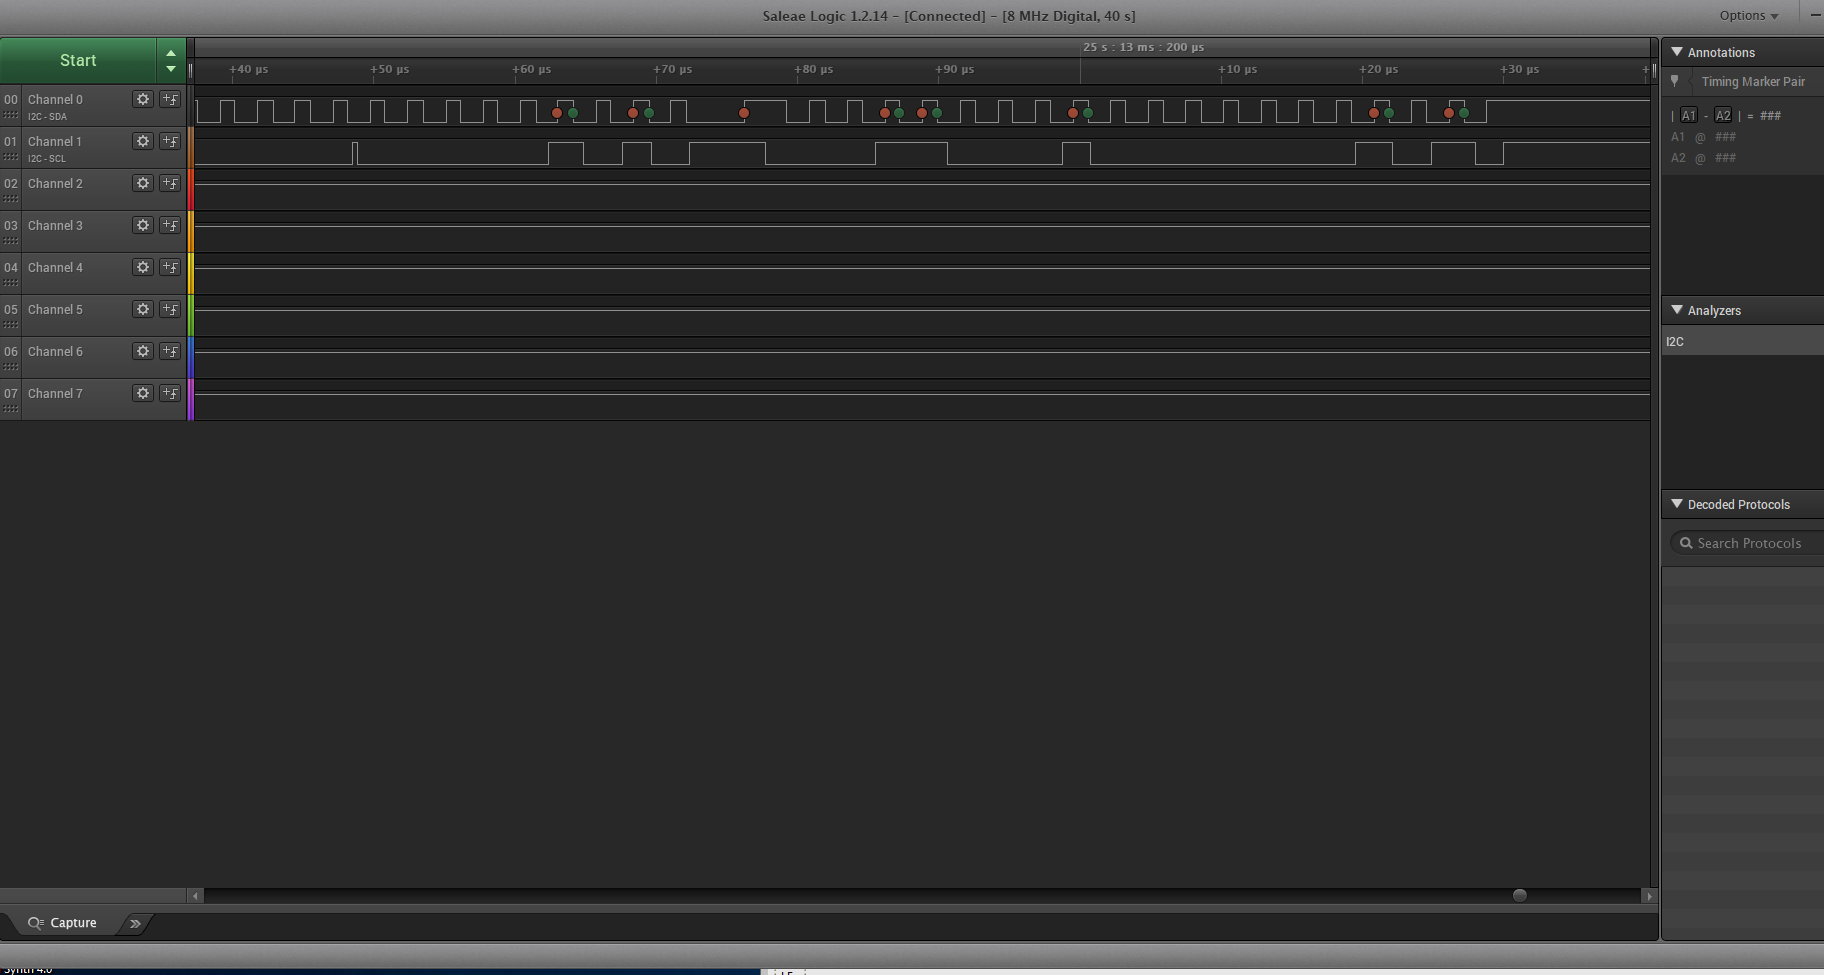 Saleae Logic 1.2.14 - [Connected] - [8 MHz Digital, 40 s]
Options
Start
25 s : 13 ms : 200 µs
+40 µs +50 µs +60 µs +70 µs +80 µs +90 µs +10 µs +20 µs +30 µs +
00 Channel 0
I2C - SDA
01 Channel 1
I2C - SCL
02 Channel 2
03 Channel 3
04 Channel 4
05 Channel 5
06 Channel 6
07 Channel 7
Annotations
Timing Marker Pair
| A1 - A2 | = ###
A1 @ ###
A2 @ ###
Analyzers
I2C
Decoded Protocols
Search Protocols
Capture
Synth 4.0